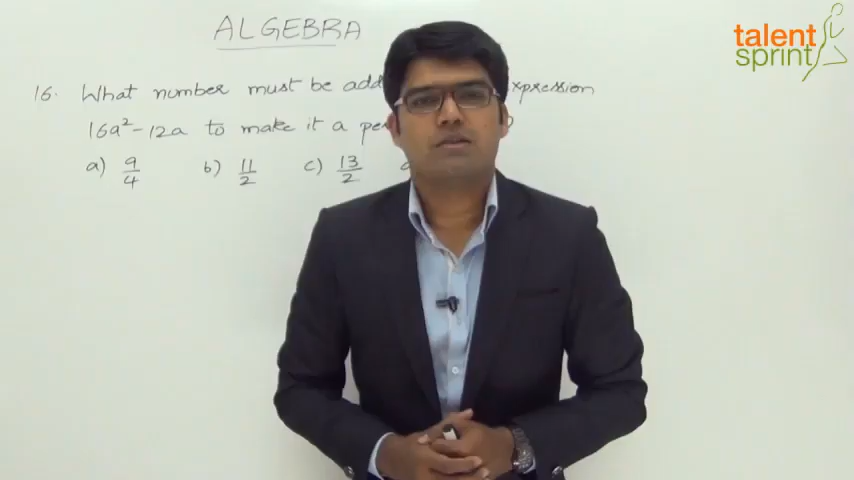 ALGEBRA
talent
sprint
16. What number must be add xpression
16a² - 12a to make it a pe
a) 9/4 b) 11/2 c) 13/2